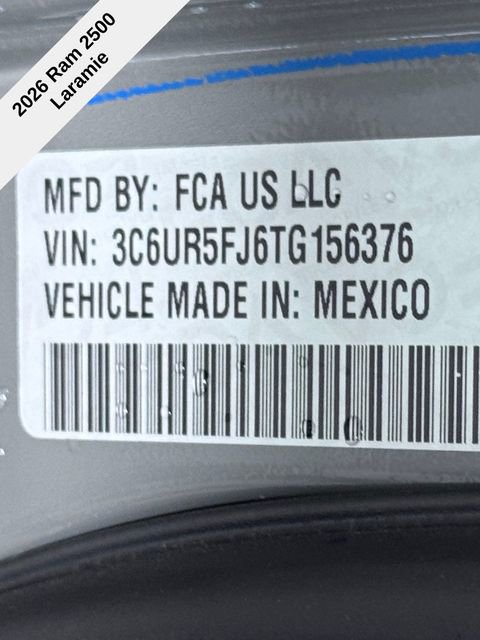 2026 Ram 2500
Laramie
MFD BY: FCA US LLC
VIN: 3C6UR5FJ6TG156376
VEHICLE MADE IN: MEXICO